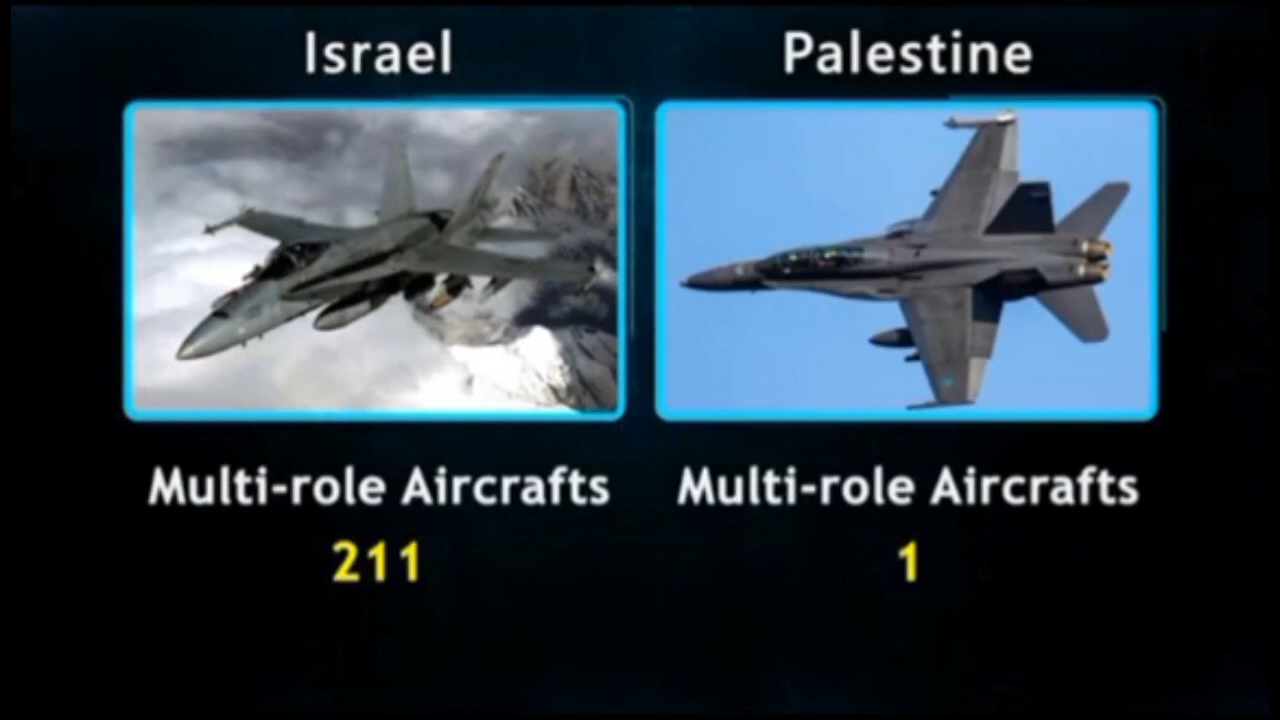 Israel
Palestine
Multi-role Aircrafts
Multi-role Aircrafts
211
1